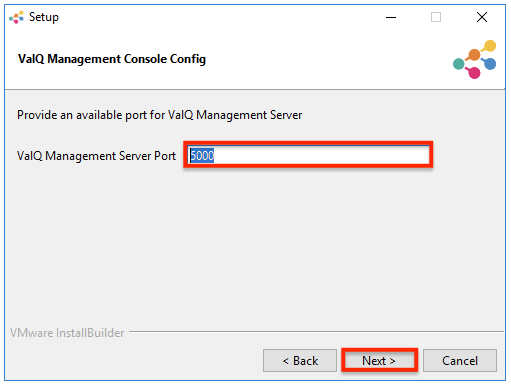 Setup
ValQ Management Console Config
Provide an available port for ValQ Management Server
ValQ Management Server Port 5000
VMware InstallBuilder
< Back Next > Cancel